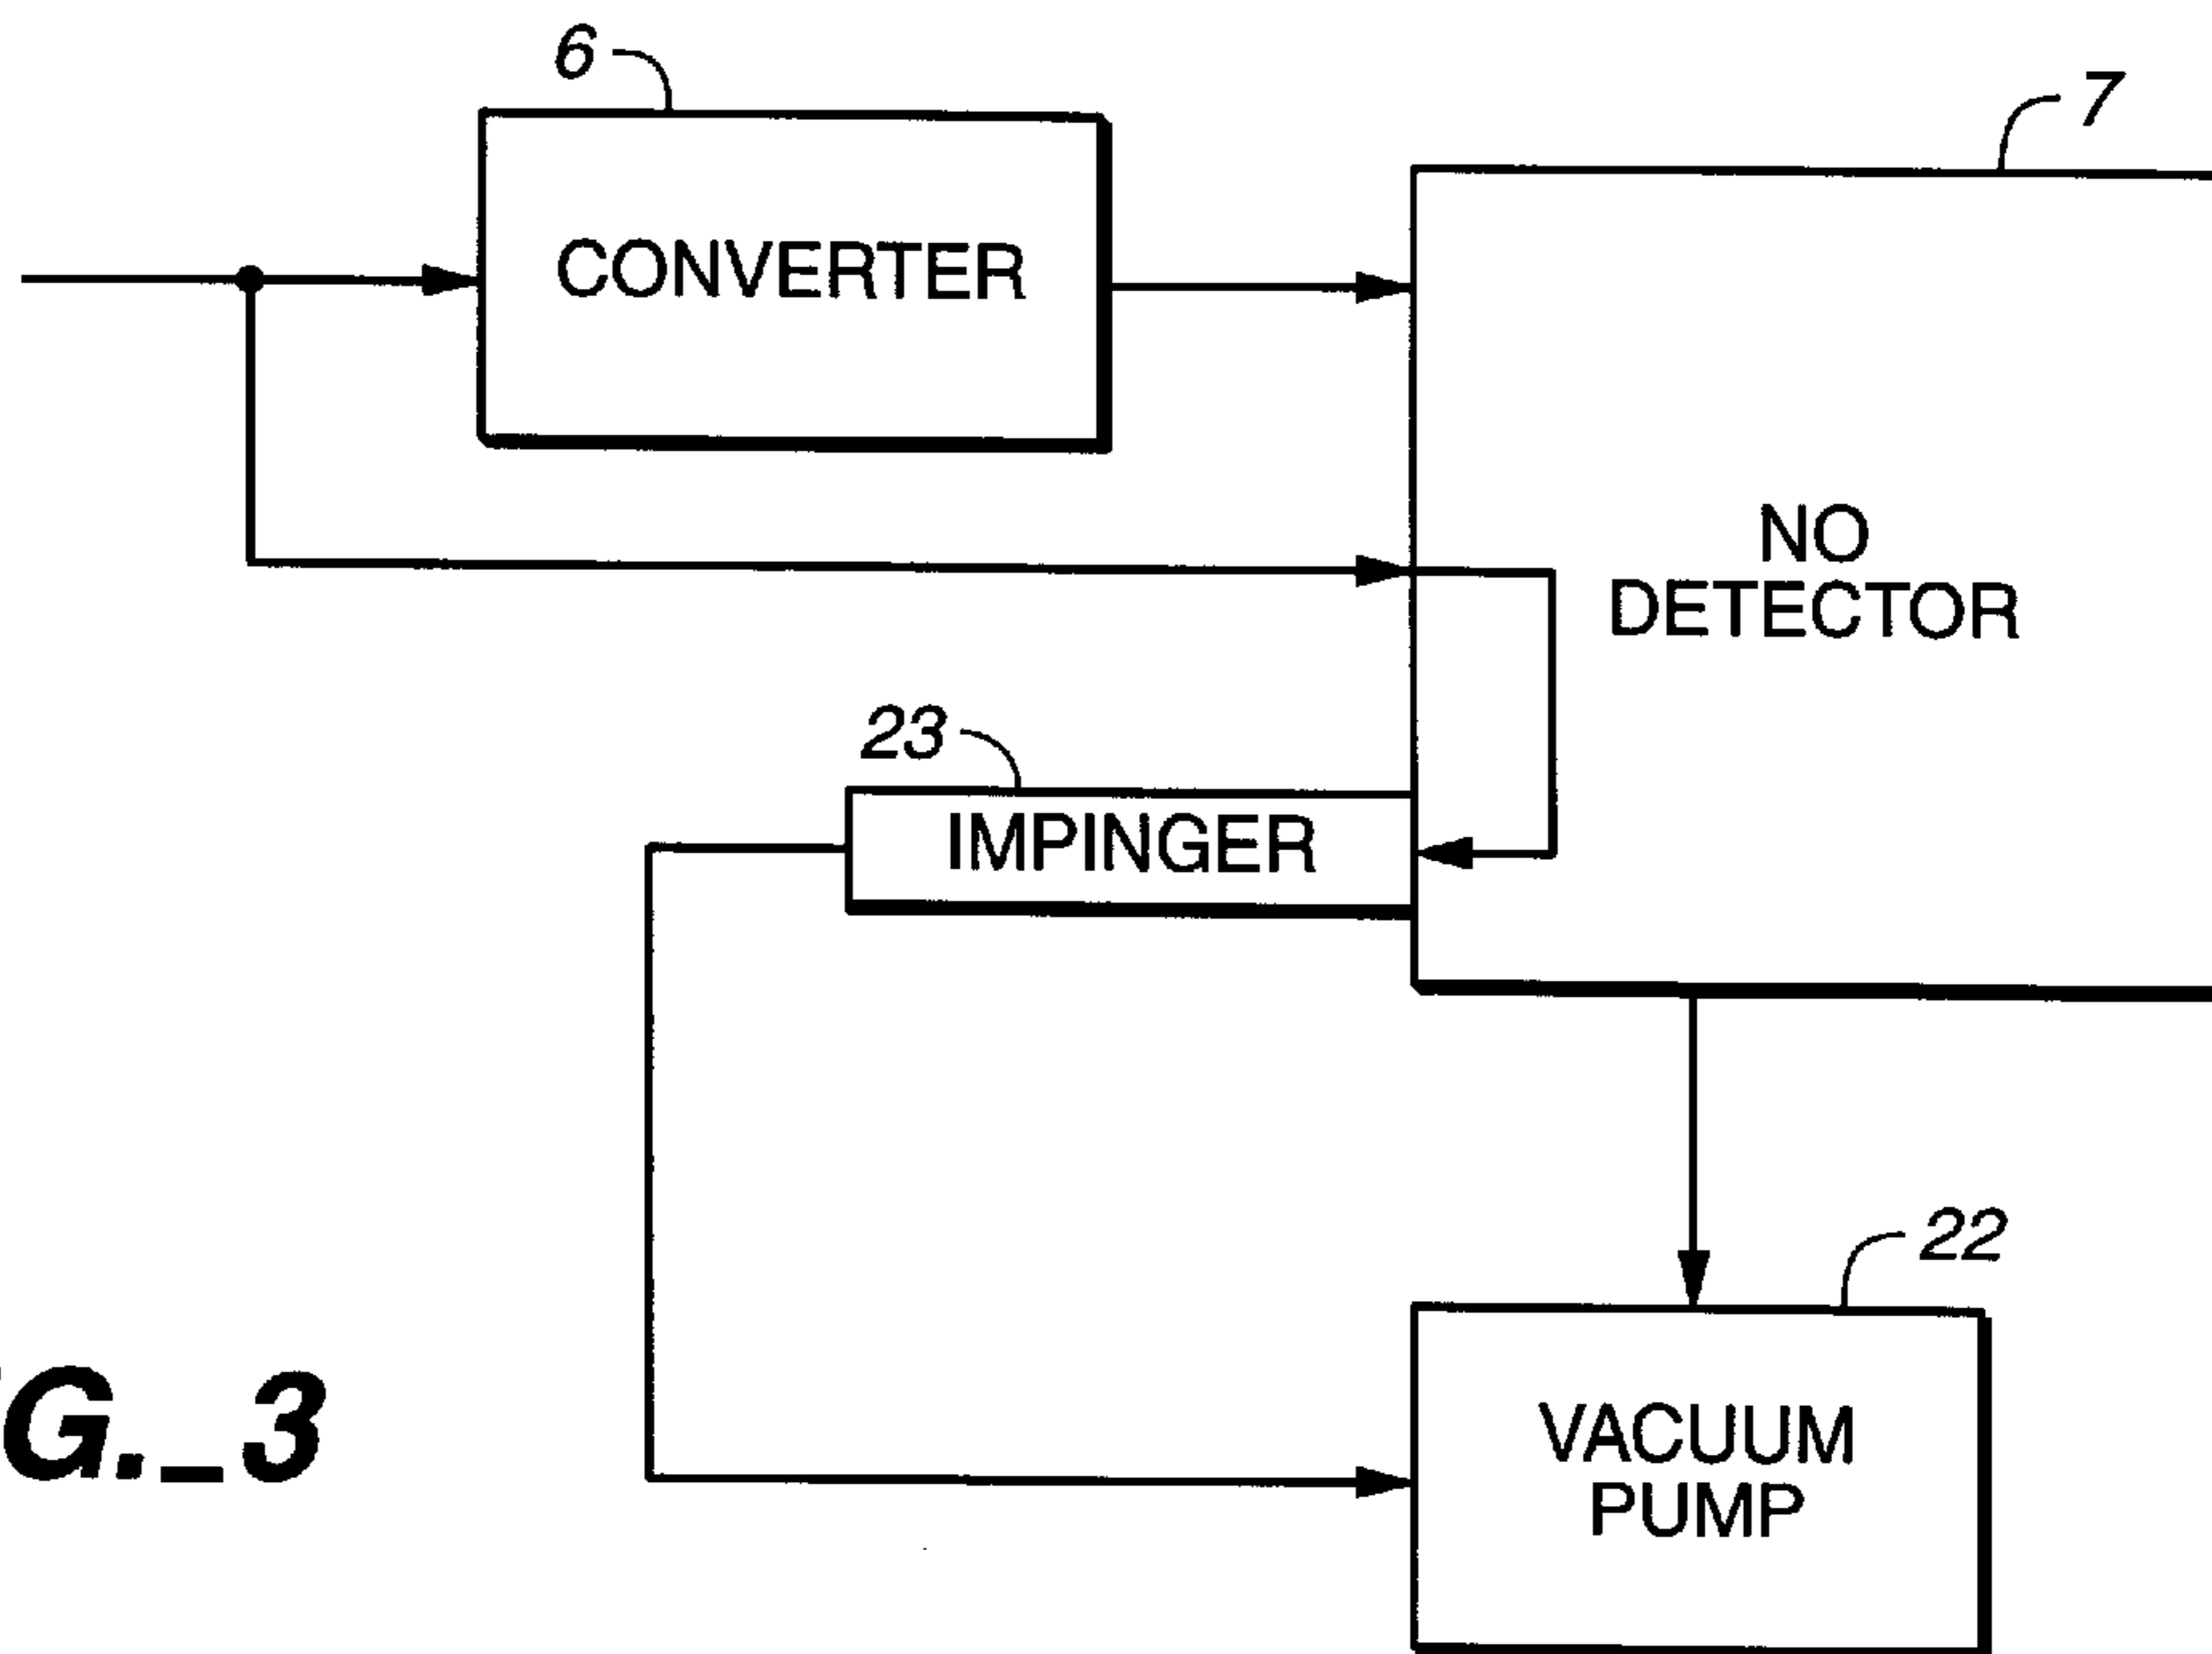 6
7
CONVERTER
NO
DETECTOR
23
IMPINGER
22
VACUUM
PUMP
G._3